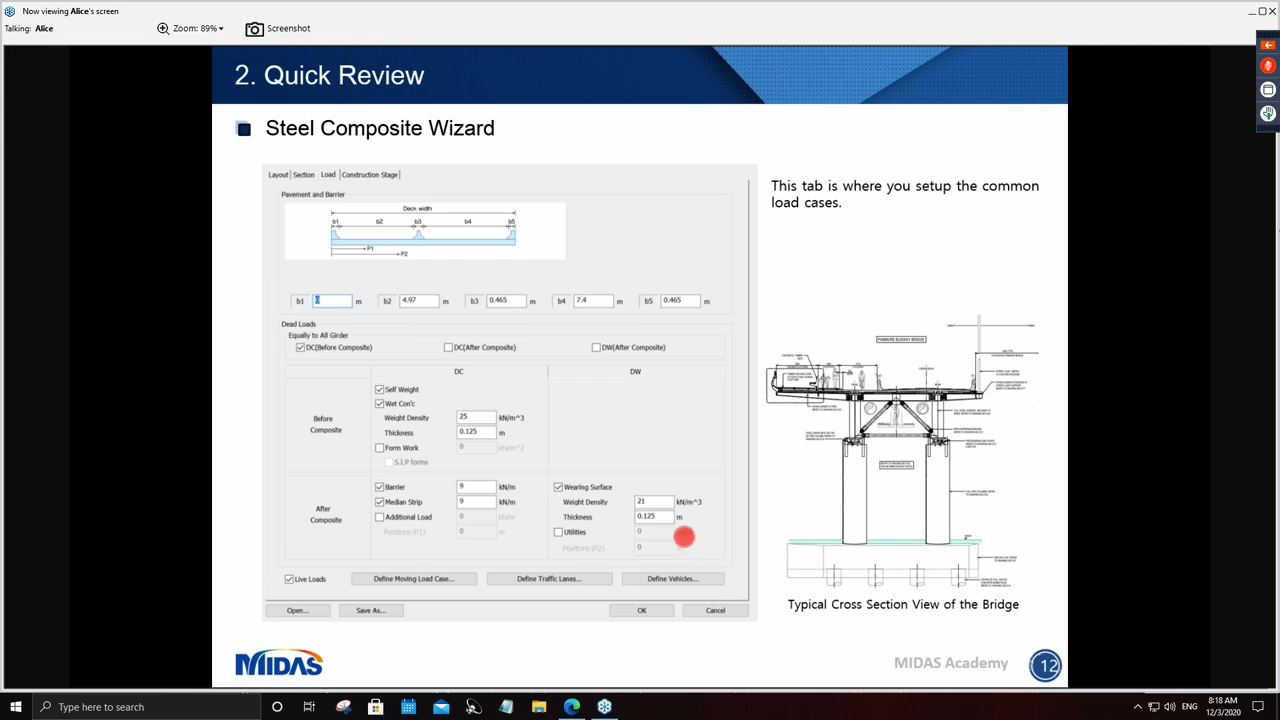 Now viewing Alice's screen
Talking: Alice
Zoom: 89%
Screenshot
2. Quick Review
Steel Composite Wizard
Layout Section Load Construction Stage
This tab is where you setup the common
load cases.
Pavement and Barrier
Deck width
b1 b2 b3 b4 b5
P1
P2
b1 0 m b2 4.97 m b3 0.465 m b4 7.4 m b5 0.465 m
Dead Loads
Equally to All Girder
DC(Before Composite) DC(After Composite) DW(After Composite)
DC DW
Before
Composite
Self Weight
Wet Con'c
Weight Density 25 kN/m^3
Thickness 0.125 m
Form Work 0 kN/m^2
S.I.P forms
After
Composite
Barrier 9 kN/m
Median Strip 9 kN/m
Additional Load 0 kN/m
Positions (P1) 0 m
Wearing Surface
Weight Density 21 kN/m^3
Thickness 0.125 m
Utilities 0
Positions (P2) 0
Live Loads Define Moving Load Case... Define Traffic Lanes... Define Vehicles...
Open... Save As... OK Cancel
PANMURE BUSWAY BRIDGE
Typical Cross Section View of the Bridge
MIDAS
MIDAS Academy 12
Type here to search
ENG
8:18 AM
12/3/2020